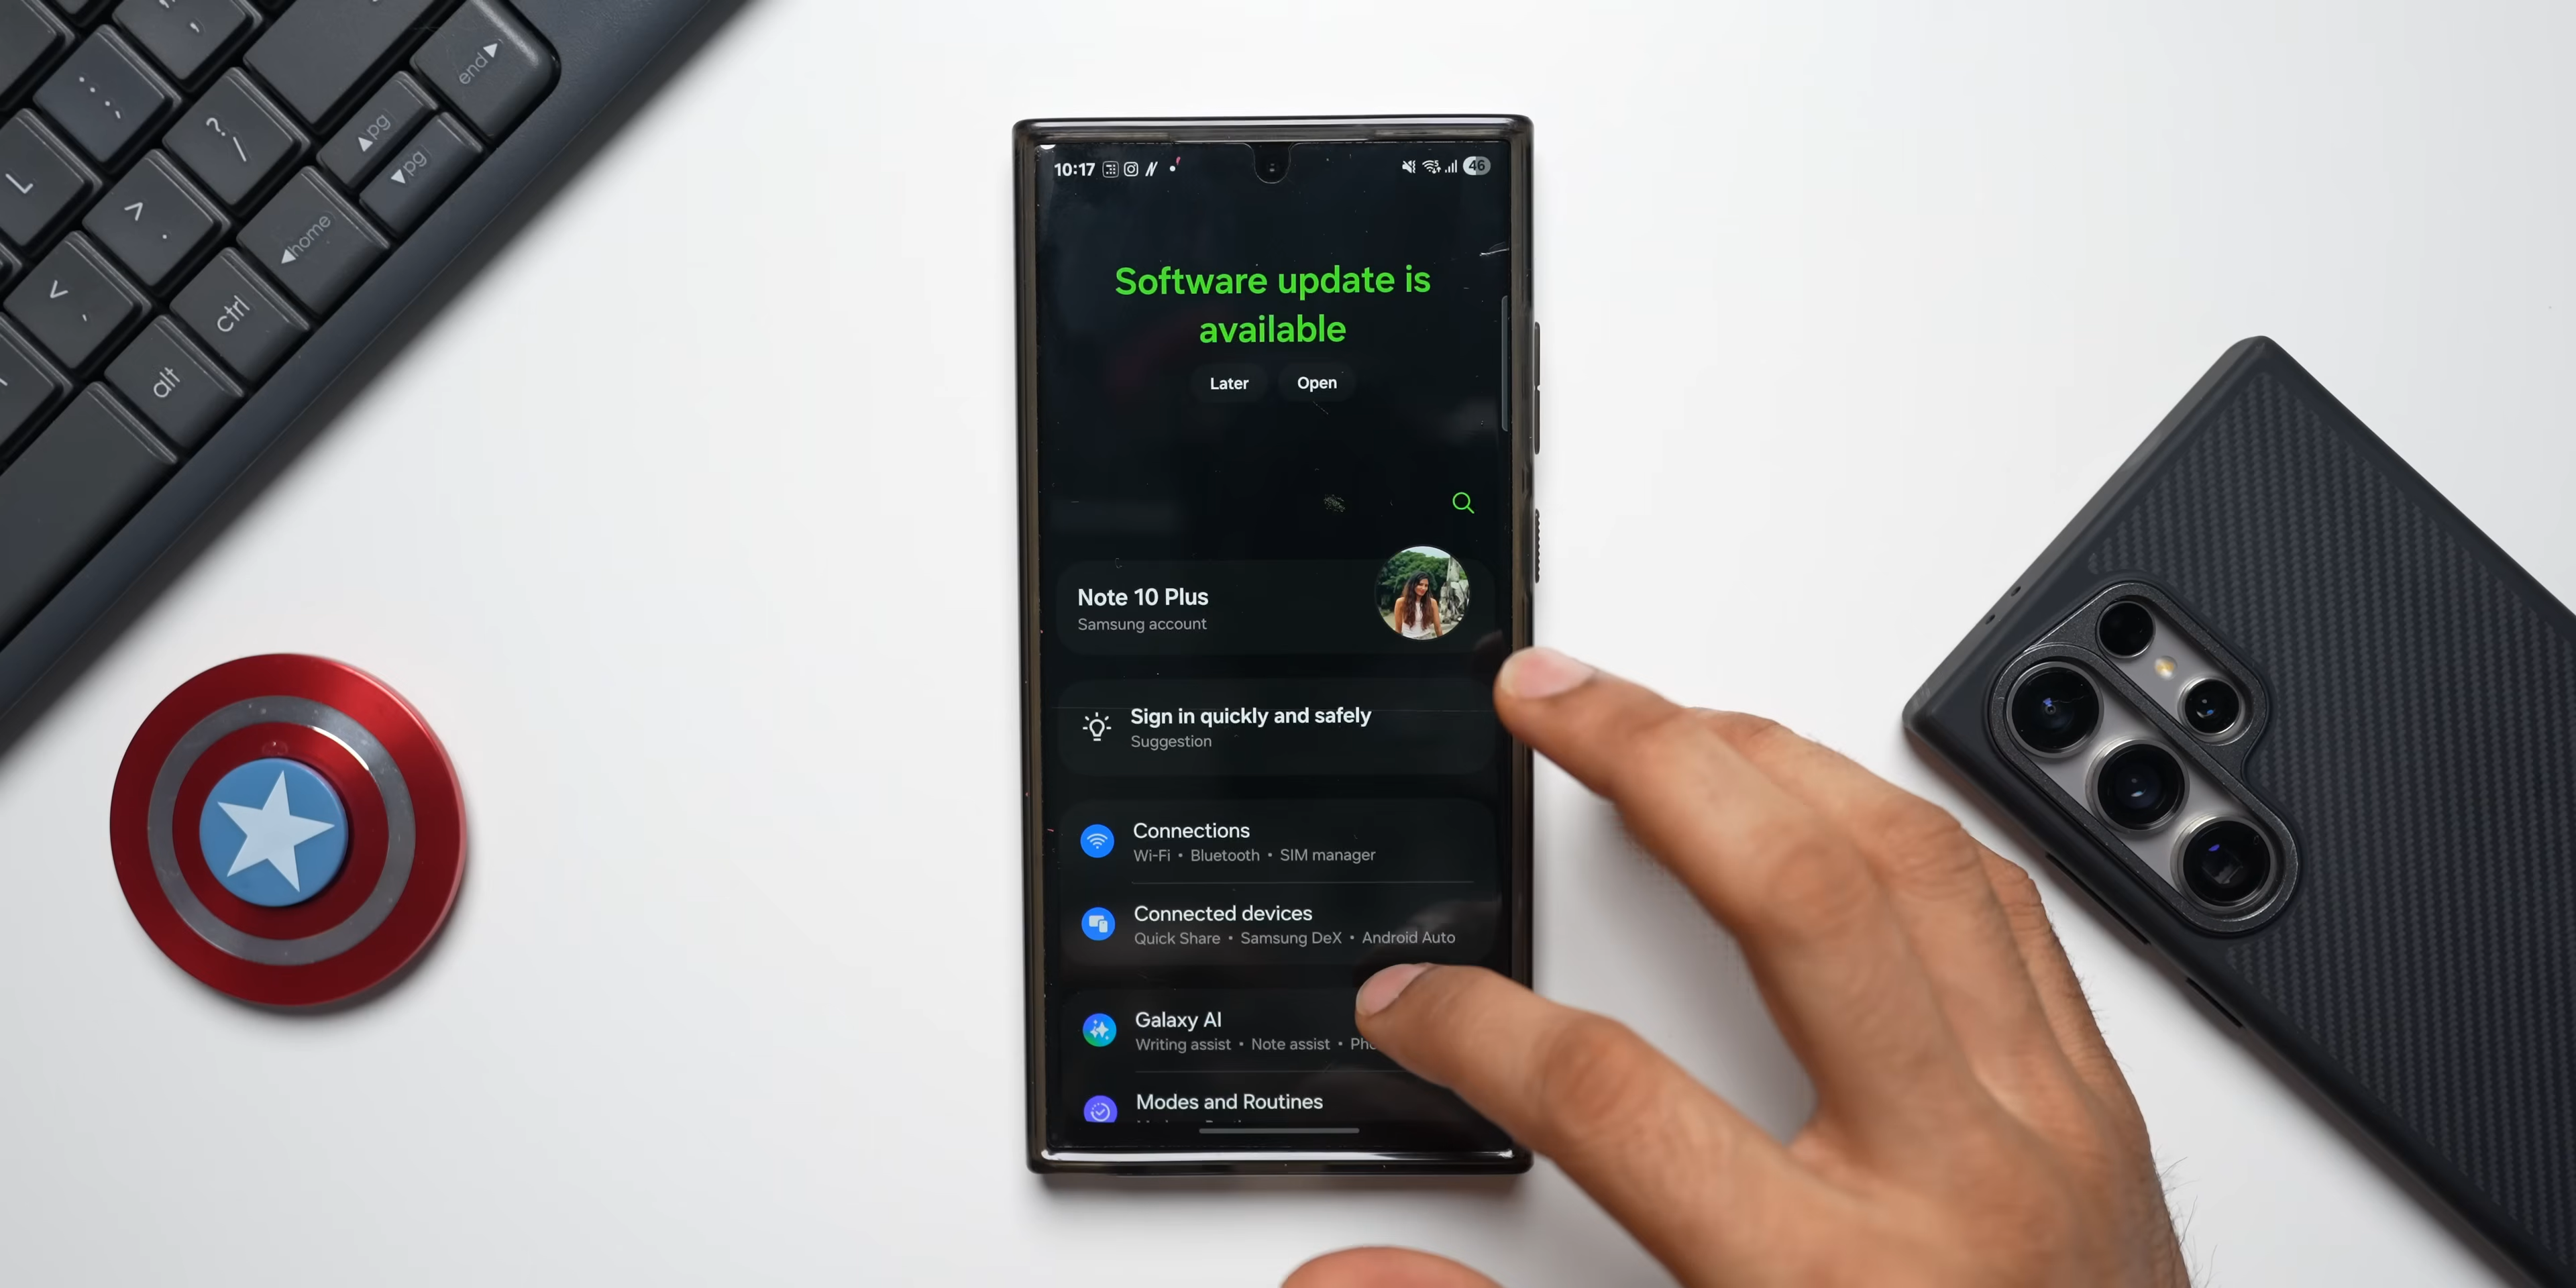 end
pg
pg
home
ctrl
alt
? /
L
> .
< ,
10:17
46
Software update is
available
Later Open
Note 10 Plus
Samsung account
Sign in quickly and safely
Suggestion
Connections
Wi-Fi • Bluetooth • SIM manager
Connected devices
Quick Share • Samsung DeX • Android Auto
Galaxy AI
Writing assist • Note assist •
Modes and Routines